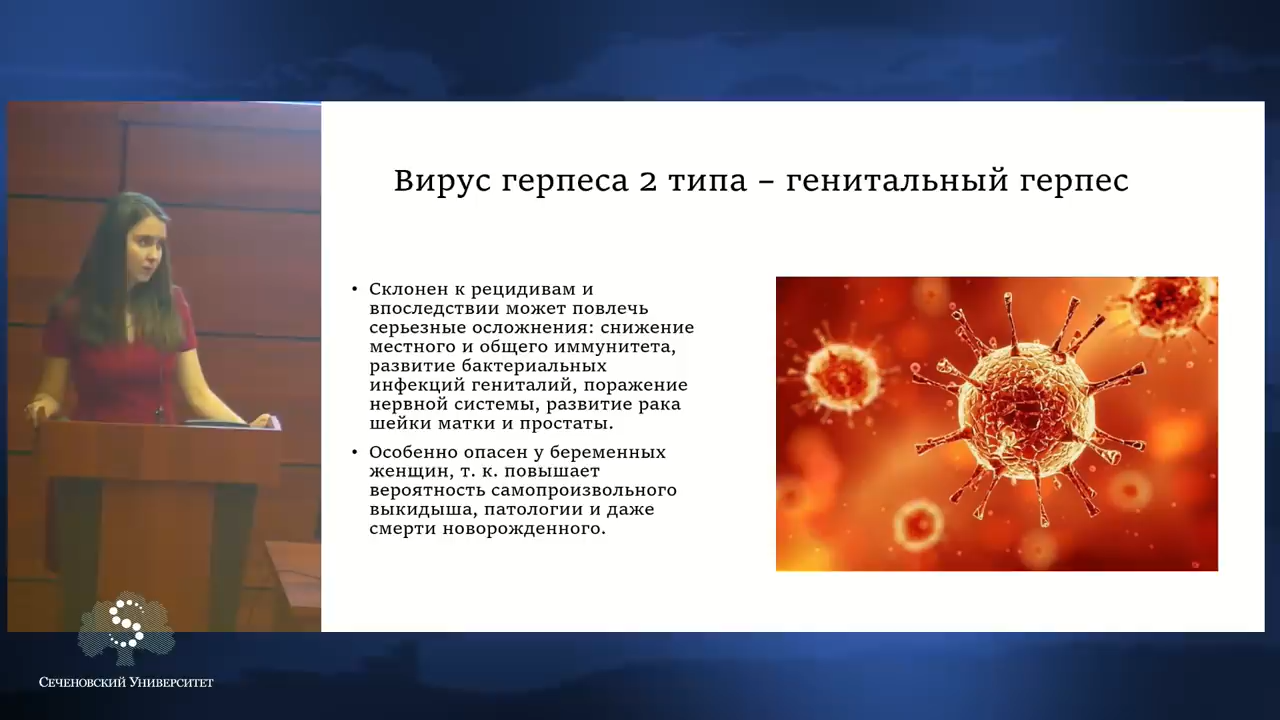 Вирус герпеса 2 типа – генитальный герпес
• Склонен к рецидивам и
впоследствии может повлечь
серьезные осложнения: снижение
местного и общего иммунитета,
развитие бактериальных
инфекций гениталий, поражение
нервной системы, развитие рака
шейки матки и простаты.
• Особенно опасен у беременных
женщин, т. к. повышает
вероятность самопроизвольного
выкидыша, патологии и даже
смерти новорожденного.
Сеченовский Университет